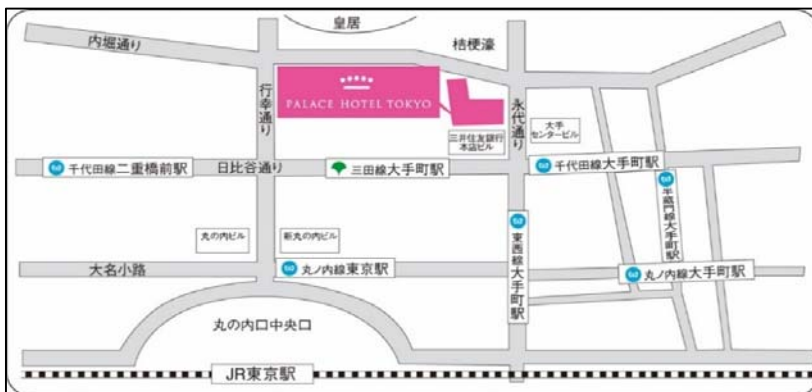 皇居
内堀通り
桔梗濠
行幸通り
PALACE HOTEL TOKYO
永代通り
三井住友銀行
本店ビル
大手
センタービル
千代田線二重橋前駅
日比谷通り
三田線大手町駅
千代田線大手町駅
半蔵門線大手町駅
丸の内ビル
新丸の内ビル
東西線大手町駅
大名小路
丸ノ内線東京駅
丸ノ内線大手町駅
丸の内口中央口
JR東京駅